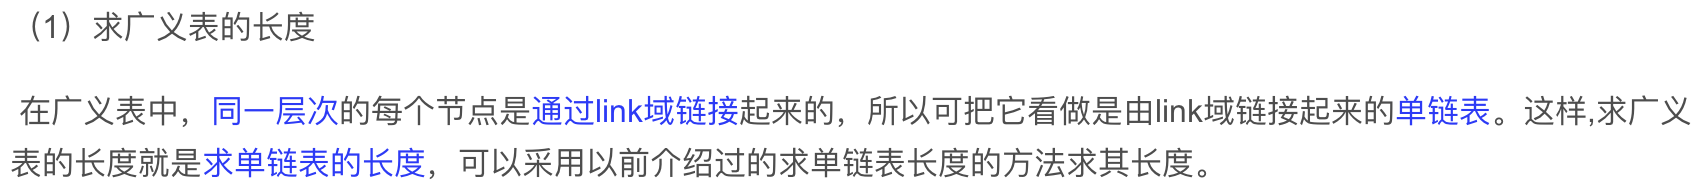 （1）求广义表的长度
在广义表中，同一层次的每个节点是通过link域链接起来的，所以可把它看做是由link域链接起来的单链表。这样,求广义
表的长度就是求单链表的长度，可以采用以前介绍过的求单链表长度的方法求其长度。